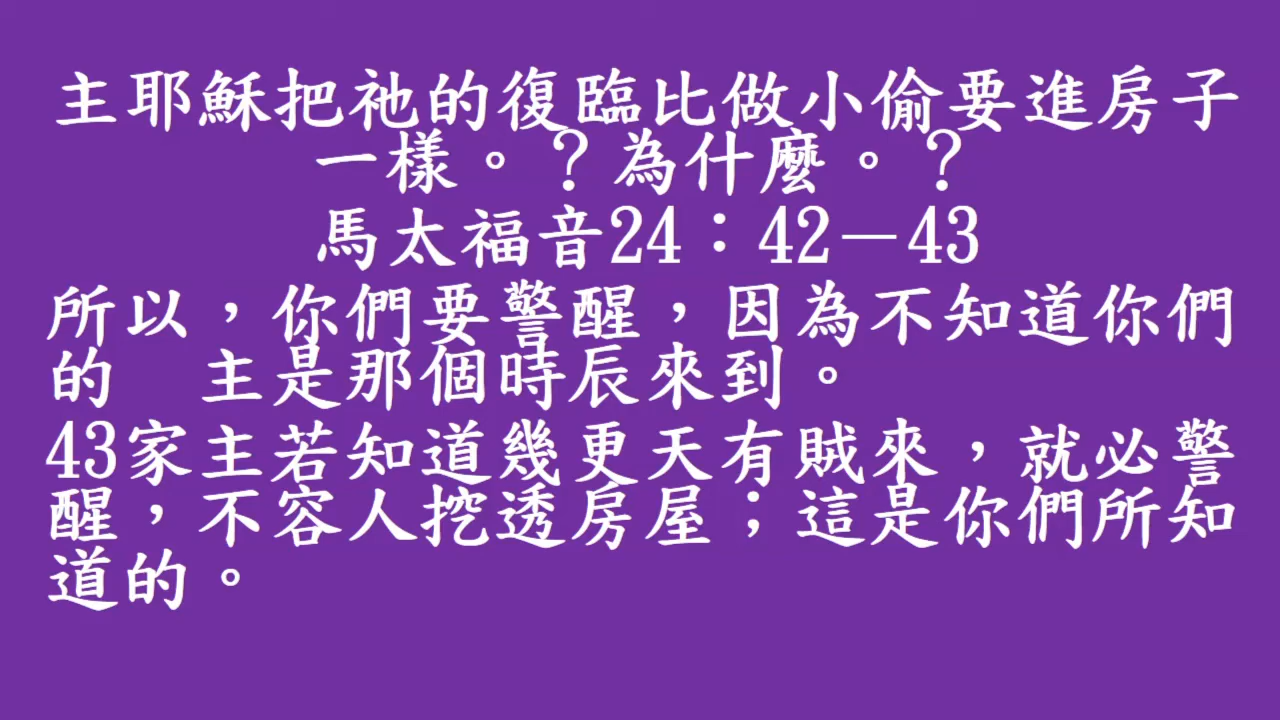 主耶穌把祂的復臨比做小偷要進房子
一樣。？為什麼。？
馬太福音24：42－43
所以，你們要警醒，因為不知道你們
的　主是那個時辰來到。
43家主若知道幾更天有賊來，就必警
醒，不容人挖透房屋；這是你們所知
道的。